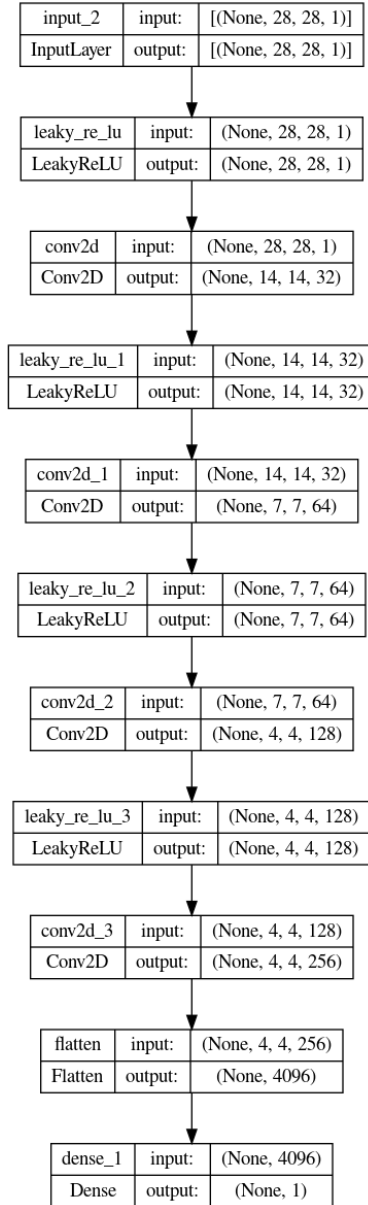 input_2 input: [(None, 28, 28, 1)]
InputLayer output: [(None, 28, 28, 1)]
leaky_re_lu input: (None, 28, 28, 1)
LeakyReLU output: (None, 28, 28, 1)
conv2d input: (None, 28, 28, 1)
Conv2D output: (None, 14, 14, 32)
leaky_re_lu_1 input: (None, 14, 14, 32)
LeakyReLU output: (None, 14, 14, 32)
conv2d_1 input: (None, 14, 14, 32)
Conv2D output: (None, 7, 7, 64)
leaky_re_lu_2 input: (None, 7, 7, 64)
LeakyReLU output: (None, 7, 7, 64)
conv2d_2 input: (None, 7, 7, 64)
Conv2D output: (None, 4, 4, 128)
leaky_re_lu_3 input: (None, 4, 4, 128)
LeakyReLU output: (None, 4, 4, 128)
conv2d_3 input: (None, 4, 4, 128)
Conv2D output: (None, 4, 4, 256)
flatten input: (None, 4, 4, 256)
Flatten output: (None, 4096)
dense_1 input: (None, 4096)
Dense output: (None, 1)